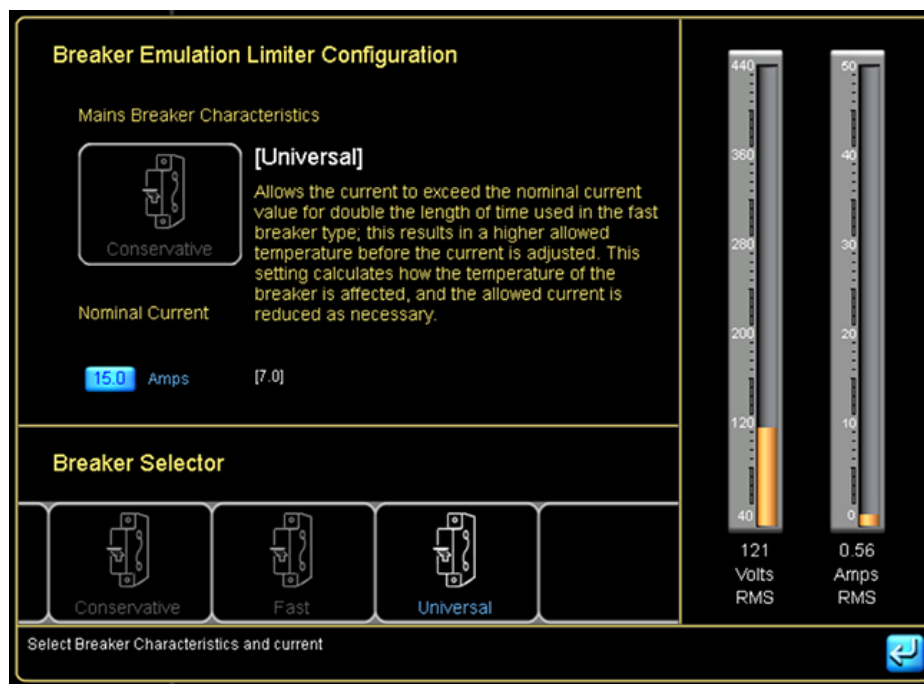 Breaker Emulation Limiter Configuration
Mains Breaker Characteristics
Conservative
[Universal]
Allows the current to exceed the nominal current
value for double the length of time used in the fast
breaker type; this results in a higher allowed
temperature before the current is adjusted. This
setting calculates how the temperature of the
breaker is affected, and the allowed current is
reduced as necessary.
Nominal Current
15.0 Amps [7.0]
Breaker Selector
Conservative
Fast
Universal
Select Breaker Characteristics and current
440
360
280
200
120
40
121
Volts
RMS
50
40
30
20
10
0
0.56
Amps
RMS